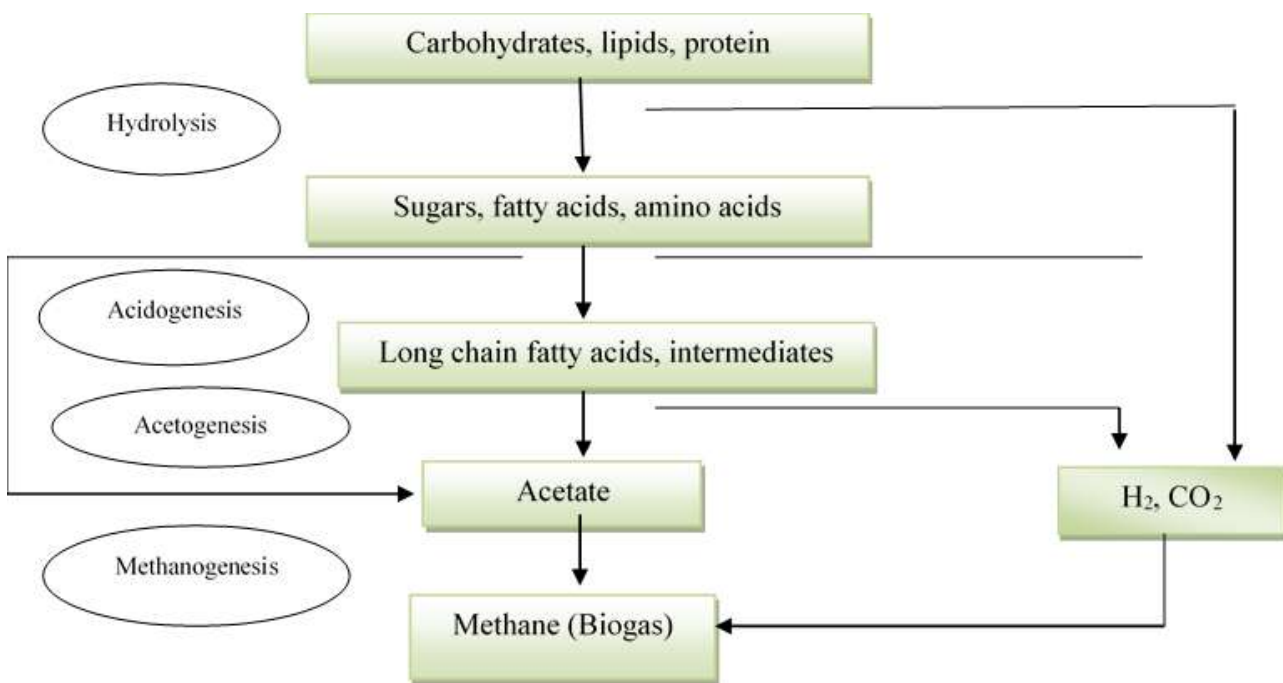 Carbohydrates, lipids, protein
Hydrolysis
Sugars, fatty acids, amino acids
Acidogenesis
Long chain fatty acids, intermediates
Acetogenesis
Acetate
H₂, CO₂
Methanogenesis
Methane (Biogas)